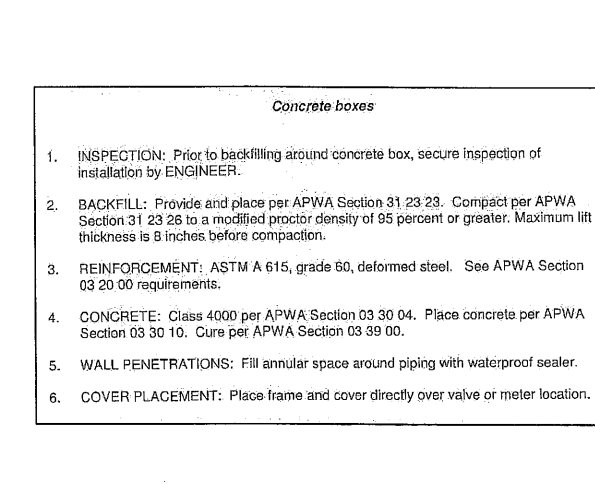 Concrete boxes
1. INSPECTION: Prior to backfilling around concrete box, secure inspection of
installation by ENGINEER.
2. BACKFILL: Provide and place per APWA Section 31 23 23. Compact per APWA
Section 31 23 26 to a modified proctor density of 95 percent or greater. Maximum lift
thickness is 8 inches before compaction.
3. REINFORCEMENT: ASTM A 615, grade 60, deformed steel. See APWA Section
03 20 00 requirements.
4. CONCRETE: Class 4000 per APWA Section 03 30 04. Place concrete per APWA
Section 03 30 10. Cure per APWA Section 03 39 00.
5. WALL PENETRATIONS: Fill annular space around piping with waterproof sealer.
6. COVER PLACEMENT: Place frame and cover directly over valve or meter location.